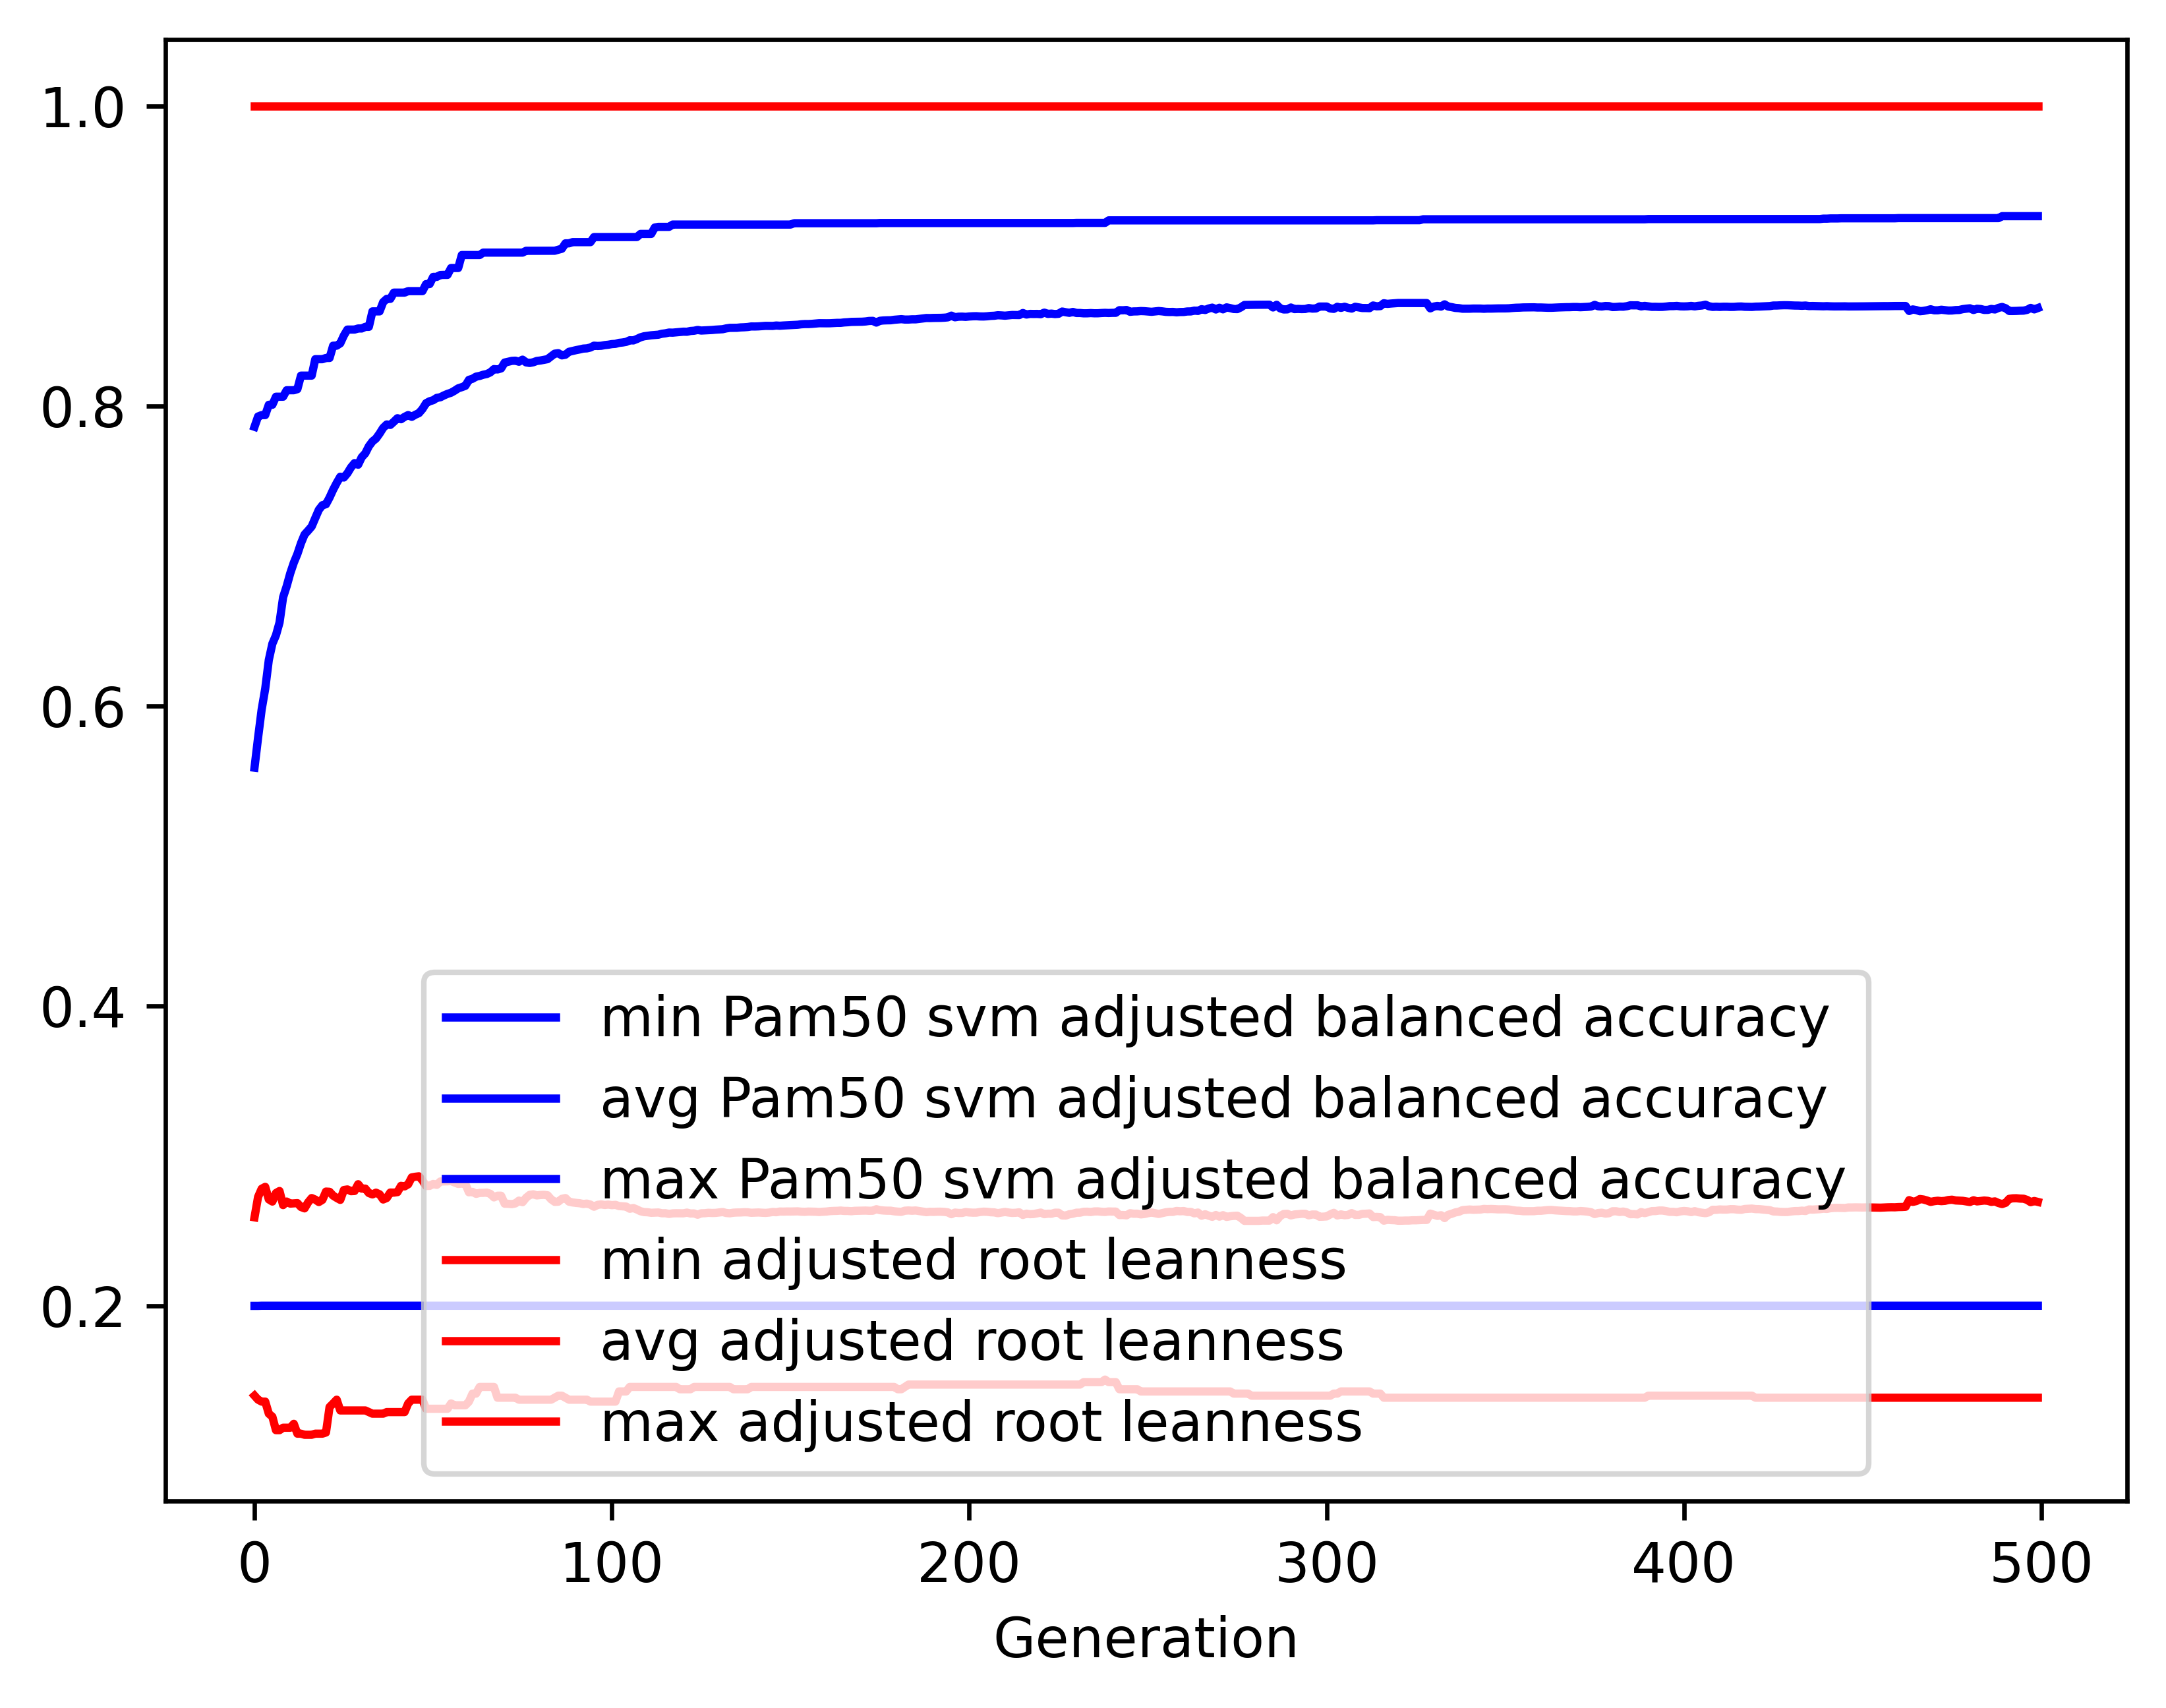 1.0
0.8
0.6
0.4
0.2
min Pam50 svm adjusted balanced accuracy
avg Pam50 svm adjusted balanced accuracy
max Pam50 svm adjusted balanced accuracy
min adjusted root leanness
avg adjusted root leanness
max adjusted root leanness
0 100 200 300 400 500
Generation